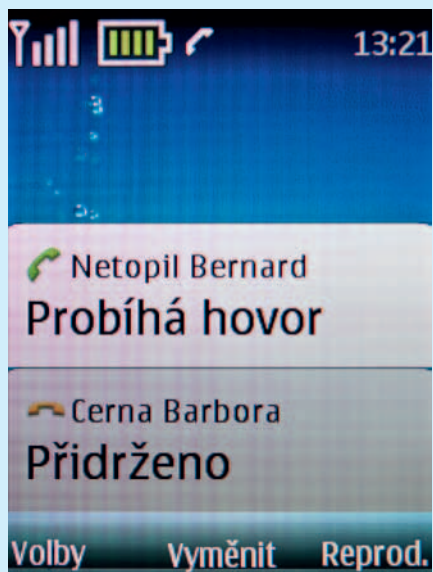 13:21
Netopil Bernard
Probíhá hovor
Cerna Barbora
Přidrženo
Volby Vyměnit Reprod.